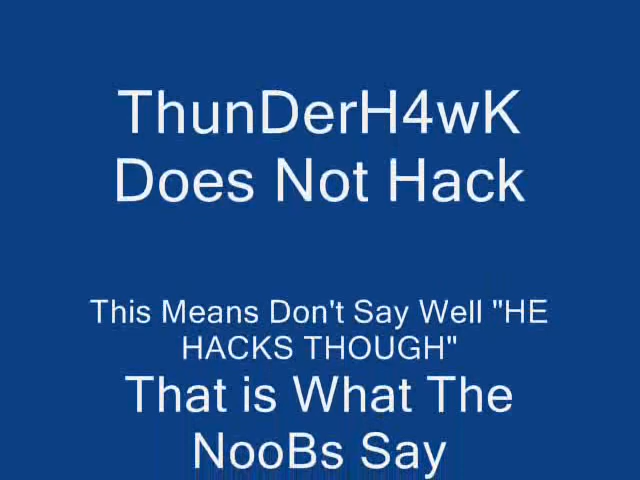 ThunDerH4wK
Does Not Hack
This Means Don't Say Well "HE
HACKS THOUGH"
That is What The
NooBs Say